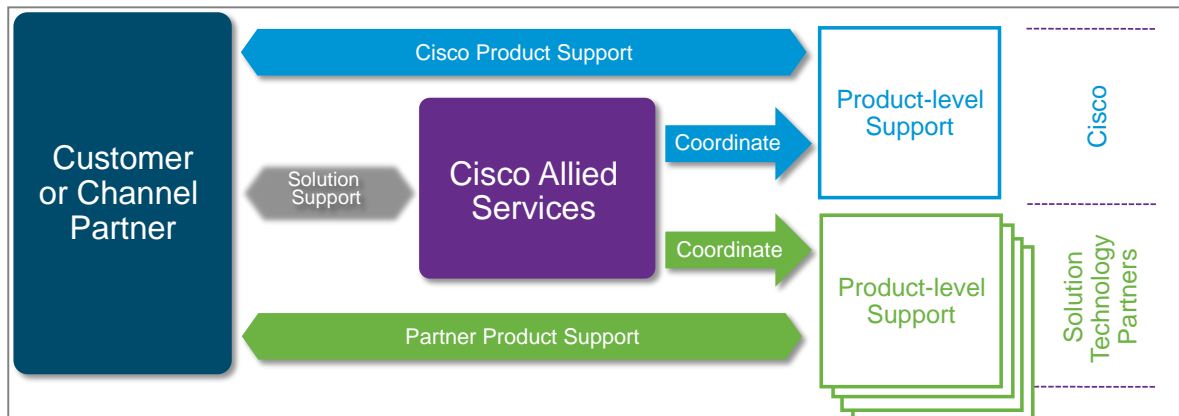 Cisco Product Support
Customer
or Channel
Partner
Solution
Support
Cisco Allied
Services
Coordinate
Coordinate
Partner Product Support
Product-level
Support
Product-level
Support
Cisco
Solution
Technology
Partners